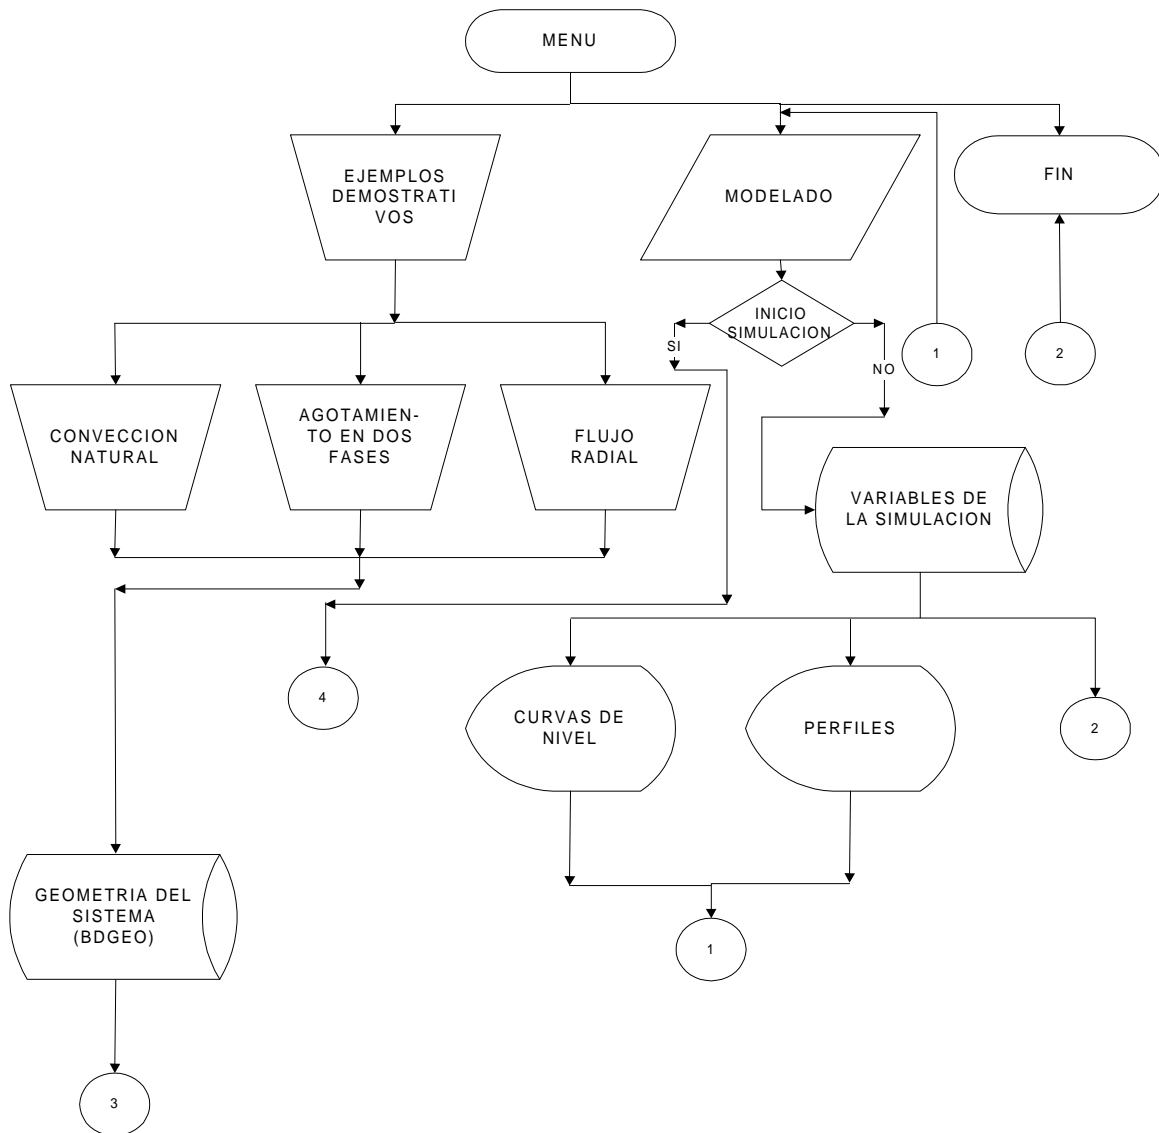 MENU
EJEMPLOS
DEMOSTRATI
VOS
MODELADO
FIN
INICIO
SIMULACION
SI
NO
1
2
CONVECCION
NATURAL
AGOTAMIEN-
TO EN DOS
FASES
FLUJO
RADIAL
VARIABLES DE
LA SIMULACION
4
CURVAS DE
NIVEL
PERFILES
2
GEOMETRIA DEL
SISTEMA
(BDGEO)
1
3